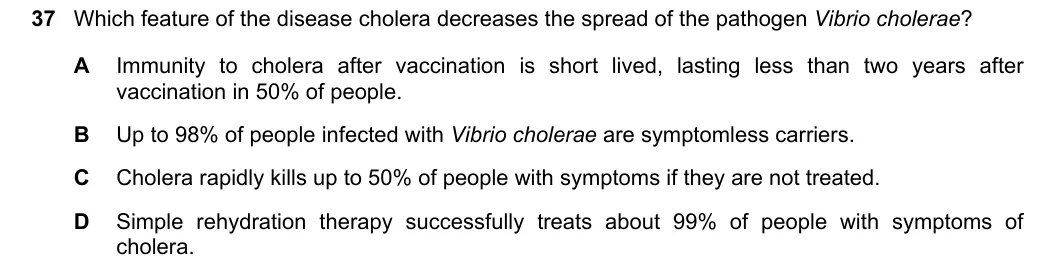 37 Which feature of the disease cholera decreases the spread of the pathogen Vibrio cholerae?
A Immunity to cholera after vaccination is short lived, lasting less than two years after
vaccination in 50% of people.
B Up to 98% of people infected with Vibrio cholerae are symptomless carriers.
C Cholera rapidly kills up to 50% of people with symptoms if they are not treated.
D Simple rehydration therapy successfully treats about 99% of people with symptoms of
cholera.